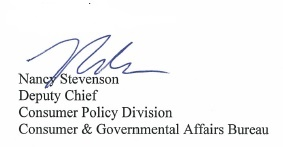 Nancy Stevenson
Deputy Chief
Consumer Policy Division
Consumer & Governmental Affairs Bureau